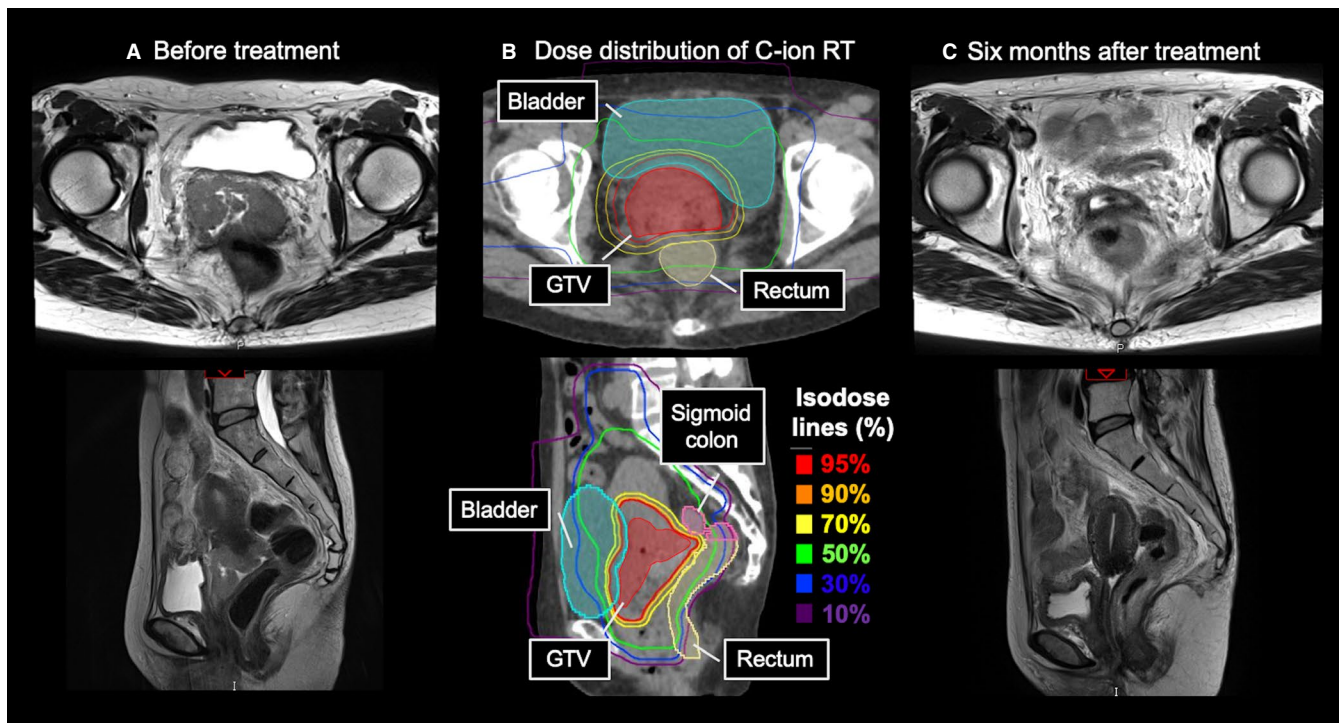 A Before treatment
B Dose distribution of C-ion RT
C Six months after treatment
Bladder
GTV
Rectum
P
P
Sigmoid
colon
Bladder
GTV
Rectum
Isodose
lines (%)
95%
90%
70%
50%
30%
10%
I
I